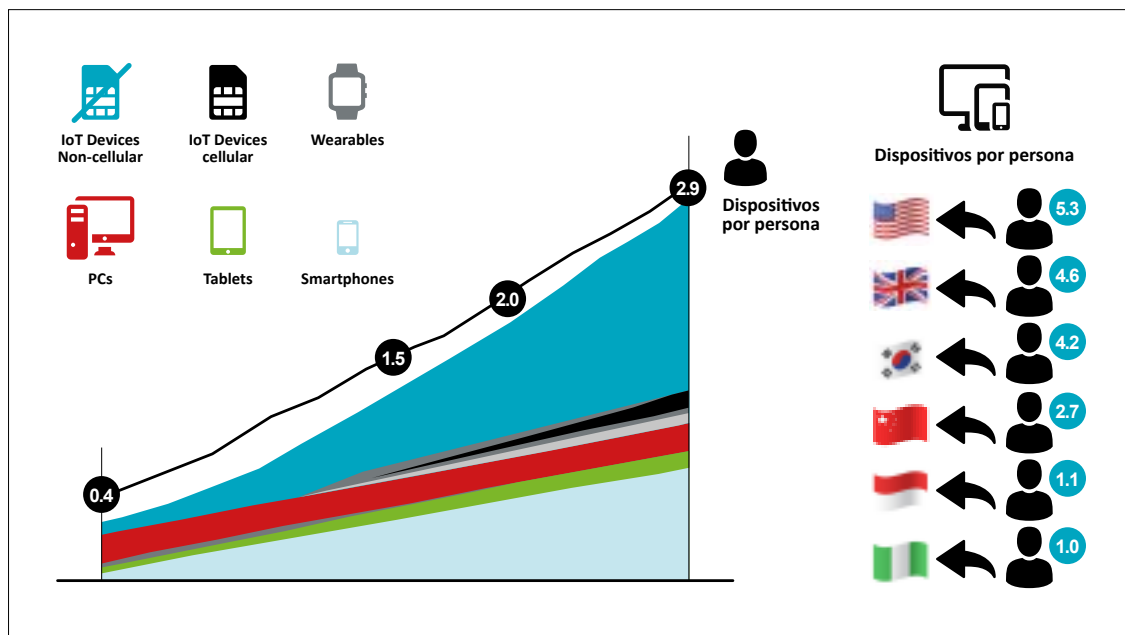 IoT Devices
Non-cellular
IoT Devices
cellular
Wearables
PCs
Tablets
Smartphones
0.4
1.5
2.0
2.9
Dispositivos
por persona
Dispositivos por persona
5.3
4.6
4.2
2.7
1.1
1.0